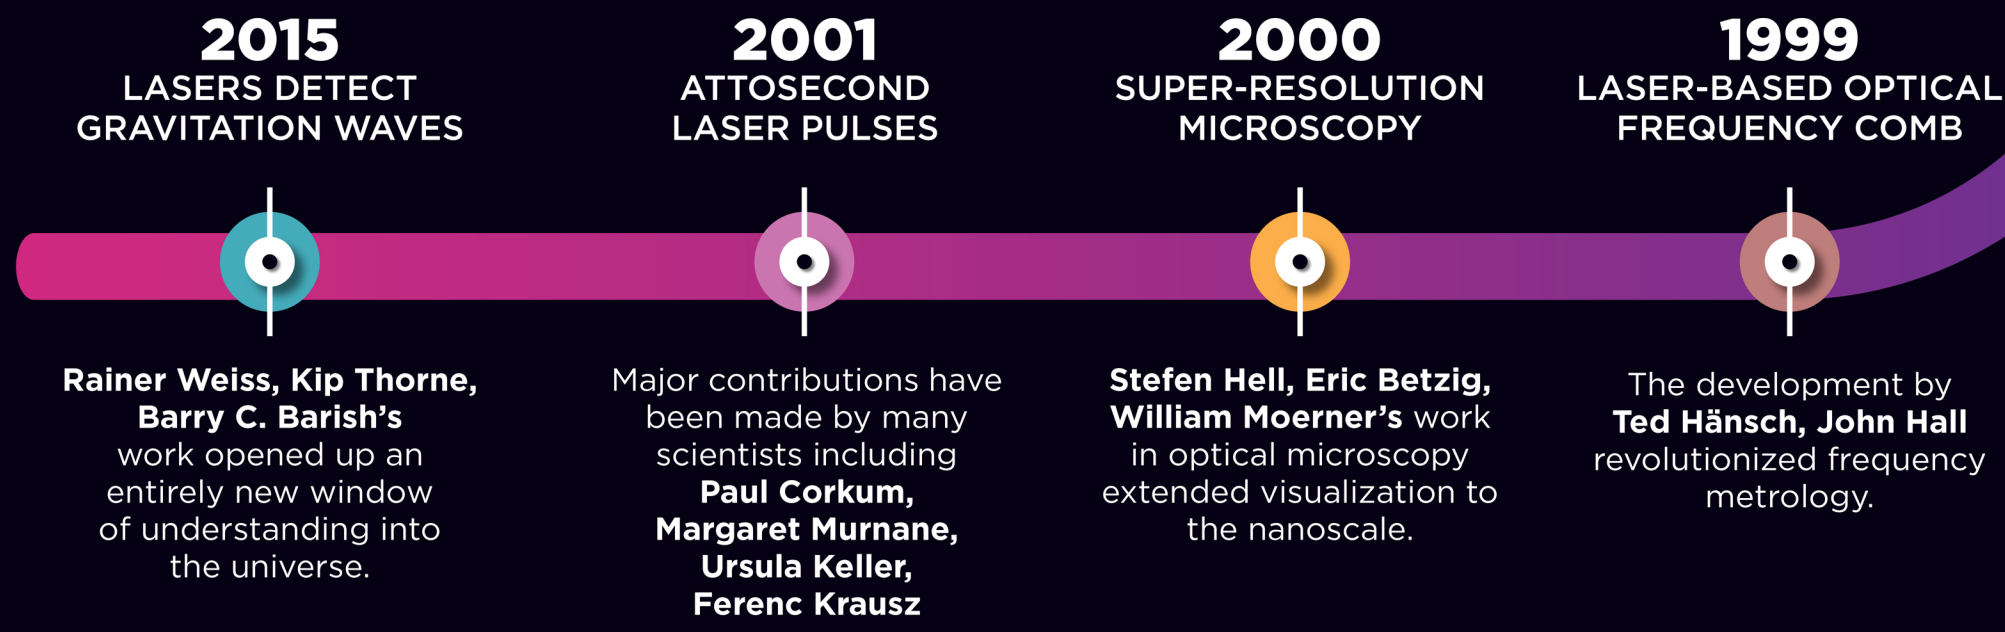 2015
LASERS DETECT
GRAVITATION WAVES
Rainer Weiss, Kip Thorne,
Barry C. Barish's
work opened up an
entirely new window
of understanding into
the universe.
2001
ATTOSECOND
LASER PULSES
Major contributions have
been made by many
scientists including
Paul Corkum,
Margaret Murnane,
Ursula Keller,
Ferenc Krausz
2000
SUPER-RESOLUTION
MICROSCOPY
Stefen Hell, Eric Betzig,
William Moerner's work
in optical microscopy
extended visualization to
the nanoscale.
1999
LASER-BASED OPTICAL
FREQUENCY COMB
The development by
Ted Hänsch, John Hall
revolutionized frequency
metrology.